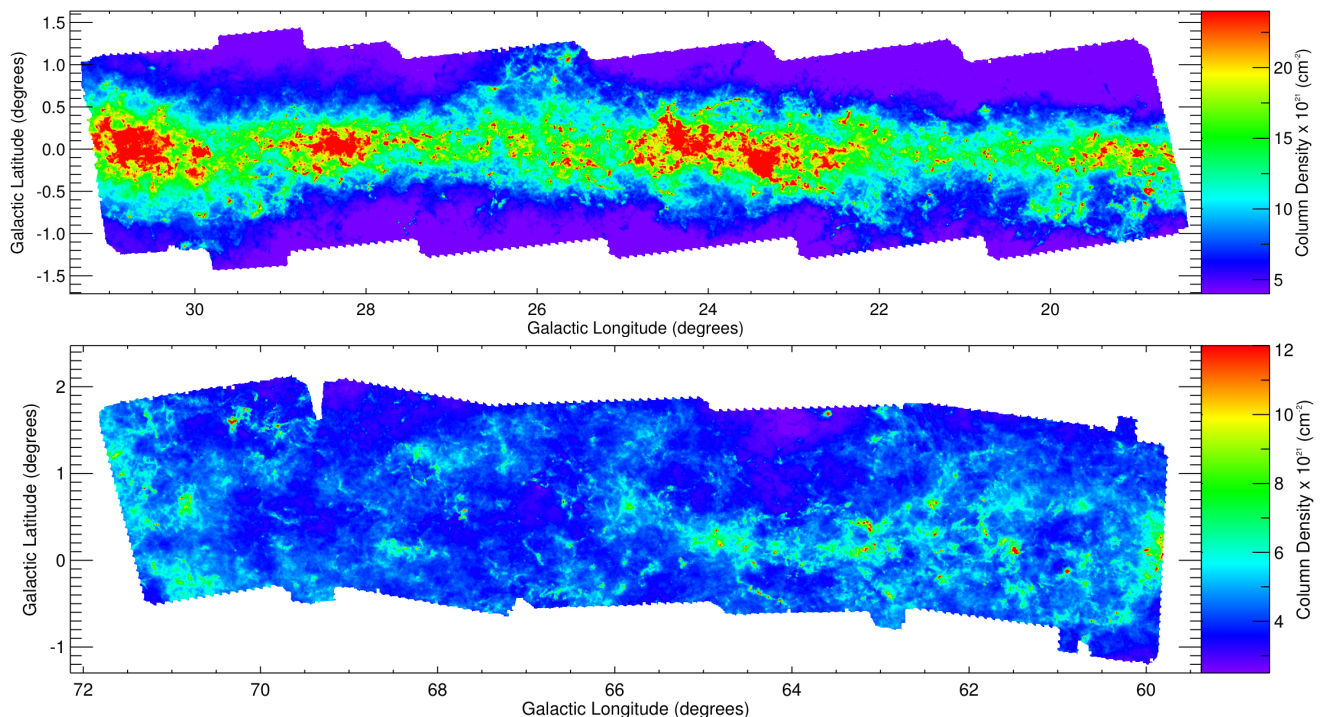 1.5
1.0
0.5
0.0
-0.5
-1.0
-1.5
Galactic Latitude (degrees)
30 28 26 24 22 20
Galactic Longitude (degrees)
20
15
10
5
Column Density x 10²¹ (cm⁻²)
2
1
0
-1
Galactic Latitude (degrees)
72 70 68 66 64 62 60
Galactic Longitude (degrees)
12
10
8
6
4
Column Density x 10²¹ (cm⁻²)